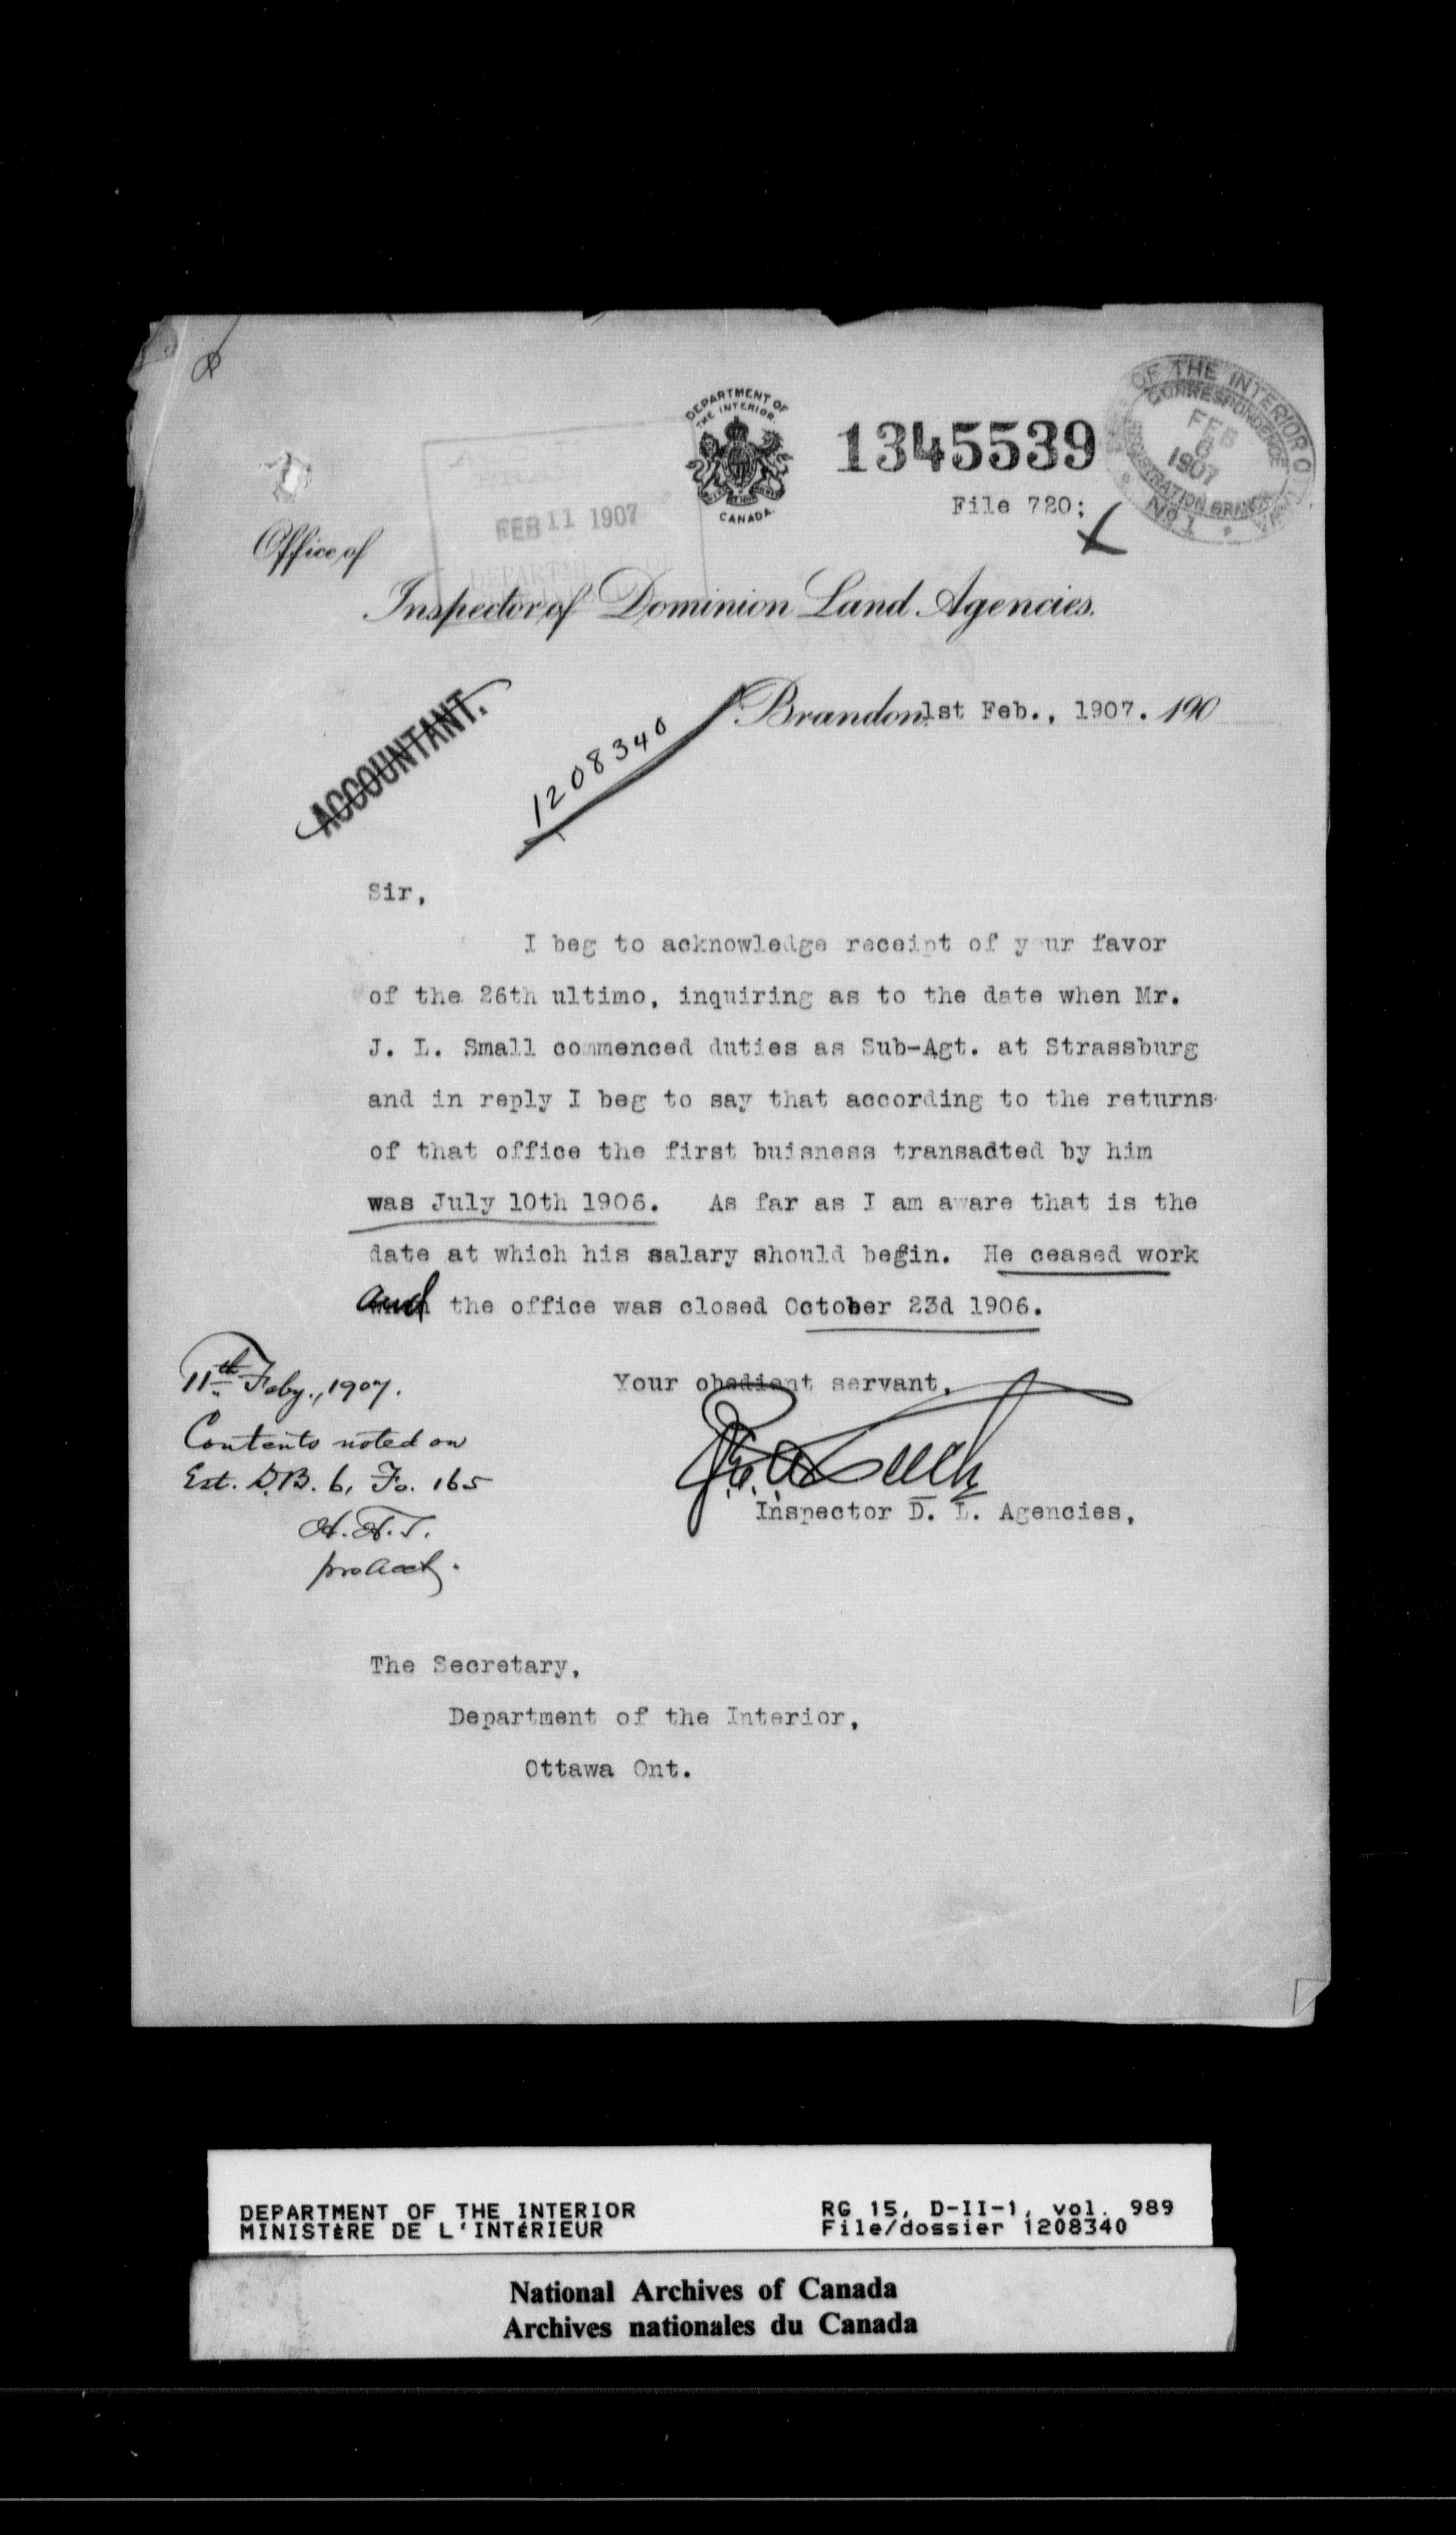 DEPARTMENT OF
THE INTERIOR.
CANADA.
1345539
OF THE INTERIOR
CORRESPONDENCE
FEB
6
1907
REGISTRATION BRANCH
No 1
File 720;
FEB 11 1907
Office of
Inspector of Dominion Land Agencies.
ACCOUNTANT.
1208340
Brandon, 1st Feb., 1907. 190
Sir,
I beg to acknowledge receipt of your favor
of the 26th ultimo, inquiring as to the date when Mr.
J. L. Small commenced duties as Sub-Agt. at Strassburg
and in reply I beg to say that according to the returns
of that office the first buisness transadted by him
was July 10th 1906. As far as I am aware that is the
date at which his salary should begin. He ceased work
and the office was closed October 23d 1906.
Your obedient servant,
Inspector D. L. Agencies,
11th Feby., 1907.
Contents noted on
Est. D.B. 6, Fo. 165
H.H.T.
pro acct.
The Secretary,
Department of the Interior,
Ottawa Ont.
DEPARTMENT OF THE INTERIOR
MINISTÈRE DE L'INTÉRIEUR
RG 15, D-II-1, vol. 989
File/dossier 1208340
National Archives of Canada
Archives nationales du Canada